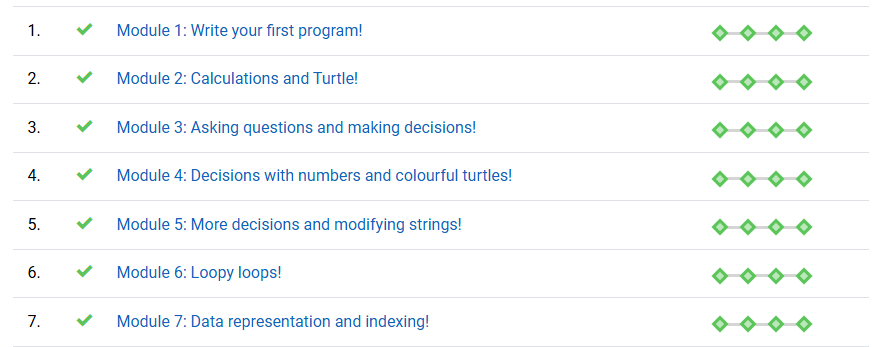 1. Module 1: Write your first program!
2. Module 2: Calculations and Turtle!
3. Module 3: Asking questions and making decisions!
4. Module 4: Decisions with numbers and colourful turtles!
5. Module 5: More decisions and modifying strings!
6. Module 6: Loopy loops!
7. Module 7: Data representation and indexing!